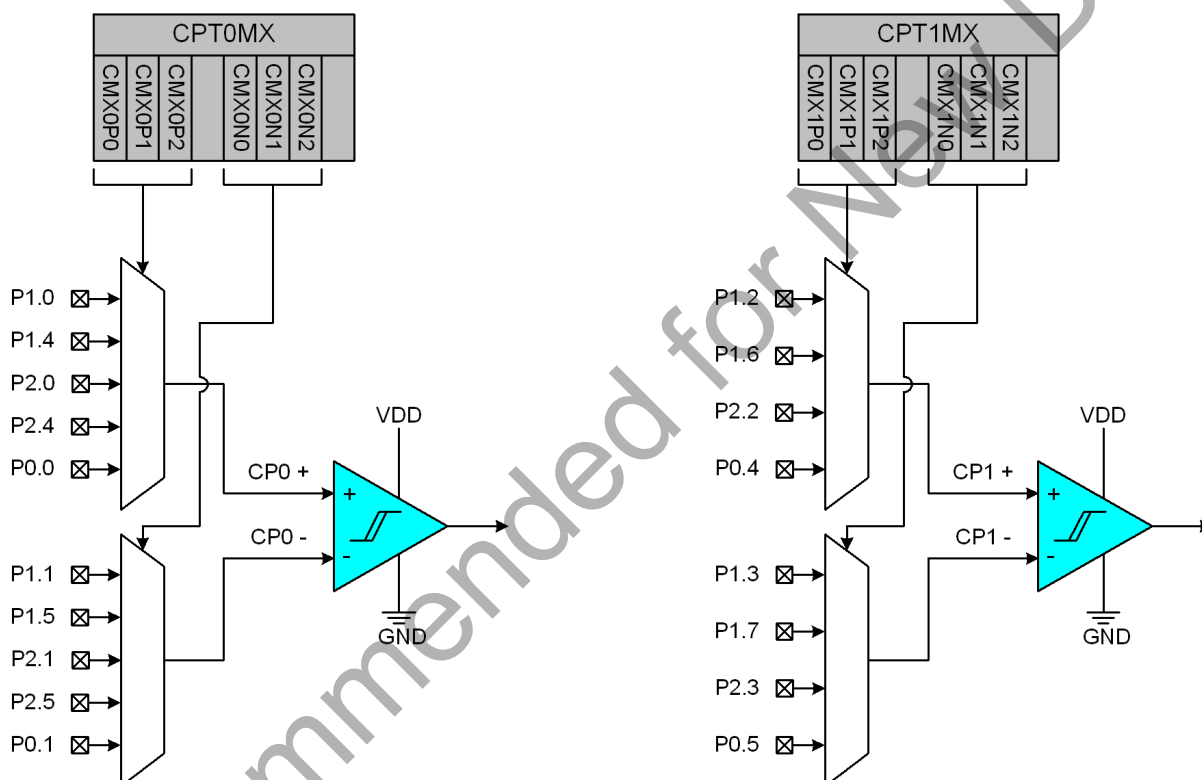 CPT0MX
CMX0P0
CMX0P1
CMX0P2
CMX0N0
CMX0N1
CMX0N2
P1.0
P1.4
P2.0
P2.4
P0.0
P1.1
P1.5
P2.1
P2.5
P0.1
CP0 +
CP0 -
VDD
+
-
GND
CPT1MX
CMX1P0
CMX1P1
CMX1P2
CMX1N0
CMX1N1
CMX1N2
P1.2
P1.6
P2.2
P0.4
P1.3
P1.7
P2.3
P0.5
CP1 +
CP1 -
VDD
+
-
GND
mmended for New D